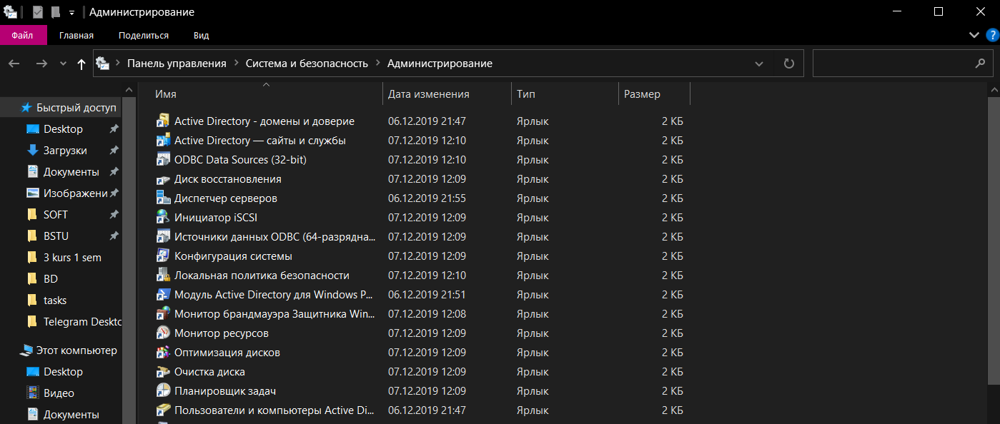 Администрирование
Файл Главная Поделиться Вид ?
Панель управления Система и безопасность Администрирование
Имя Дата изменения Тип Размер
Быстрый доступ
Desktop
Загрузки
Документы
Изображени
SOFT
BSTU
3 kurs 1 sem
BD
tasks
Telegram Deskto
Этот компьютер
Desktop
Видео
Документы
Active Directory - домены и доверие 06.12.2019 21:47 Ярлык 2 КБ
Active Directory — сайты и службы 07.12.2019 12:10 Ярлык 2 КБ
ODBC Data Sources (32-bit) 07.12.2019 12:10 Ярлык 2 КБ
Диск восстановления 07.12.2019 12:09 Ярлык 2 КБ
Диспетчер серверов 06.12.2019 21:55 Ярлык 2 КБ
Инициатор iSCSI 07.12.2019 12:09 Ярлык 2 КБ
Источники данных ODBC (64-разрядна... 07.12.2019 12:09 Ярлык 2 КБ
Конфигурация системы 07.12.2019 12:09 Ярлык 2 КБ
Локальная политика безопасности 07.12.2019 12:10 Ярлык 2 КБ
Модуль Active Directory для Windows P... 06.12.2019 21:51 Ярлык 2 КБ
Монитор брандмауэра Защитника Win... 07.12.2019 12:08 Ярлык 2 КБ
Монитор ресурсов 07.12.2019 12:09 Ярлык 2 КБ
Оптимизация дисков 07.12.2019 12:09 Ярлык 2 КБ
Очистка диска 07.12.2019 12:09 Ярлык 2 КБ
Планировщик задач 07.12.2019 12:09 Ярлык 2 КБ
Пользователи и компьютеры Active Di... 06.12.2019 21:47 Ярлык 2 КБ